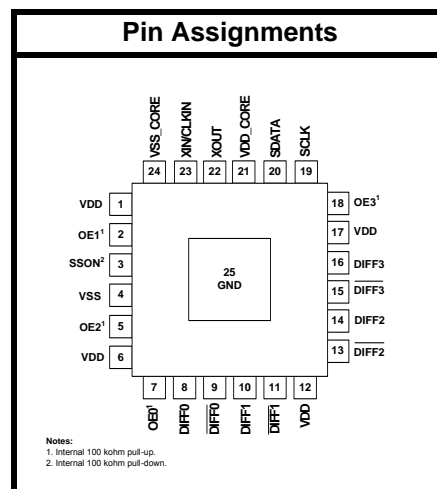 Pin Assignments
VSS_CORE
XIN/CLKIN
XOUT
VDD_CORE
SDATA
SCLK
24
23
22
21
20
19
VDD 1
OE1¹ 2
SSON² 3
VSS 4
OE2¹ 5
VDD 6
25
GND
18 OE3¹
17 VDD
16 DIFF3
15 DIFF3
14 DIFF2
13 DIFF2
7
8
9
10
11
12
OE0¹
DIFF0
DIFF0
DIFF1
DIFF1
VDD
Notes:
1. Internal 100 kohm pull-up.
2. Internal 100 kohm pull-down.